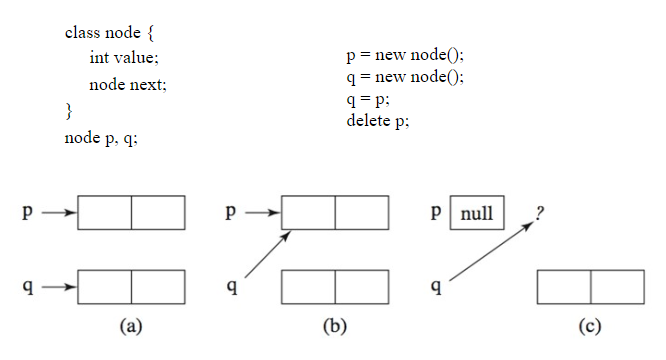 class node {
int value;
node next;
}
node p, q;
p = new node();
q = new node();
q = p;
delete p;
p
q
(a)
p
q
(b)
p null ?
q
(c)